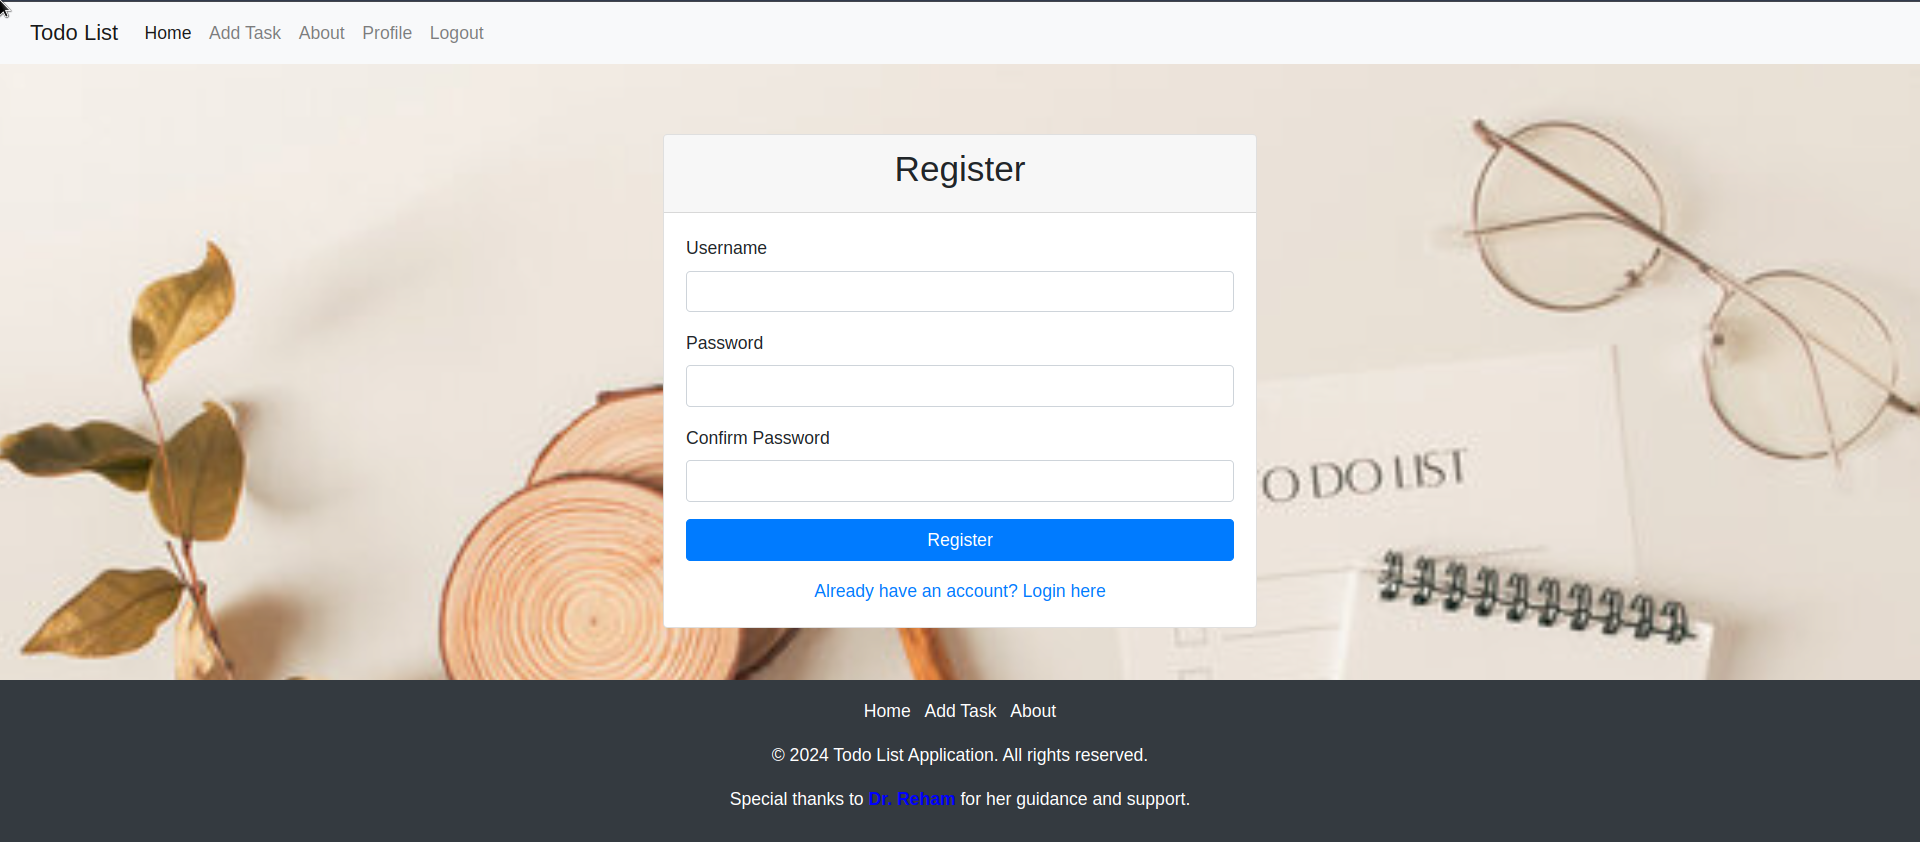 Todo List Home Add Task About Profile Logout
Register
Username
Password
Confirm Password
O DO LIST
Register
Already have an account? Login here
Home Add Task About
© 2024 Todo List Application. All rights reserved.
Special thanks to Dr. Reham for her guidance and support.